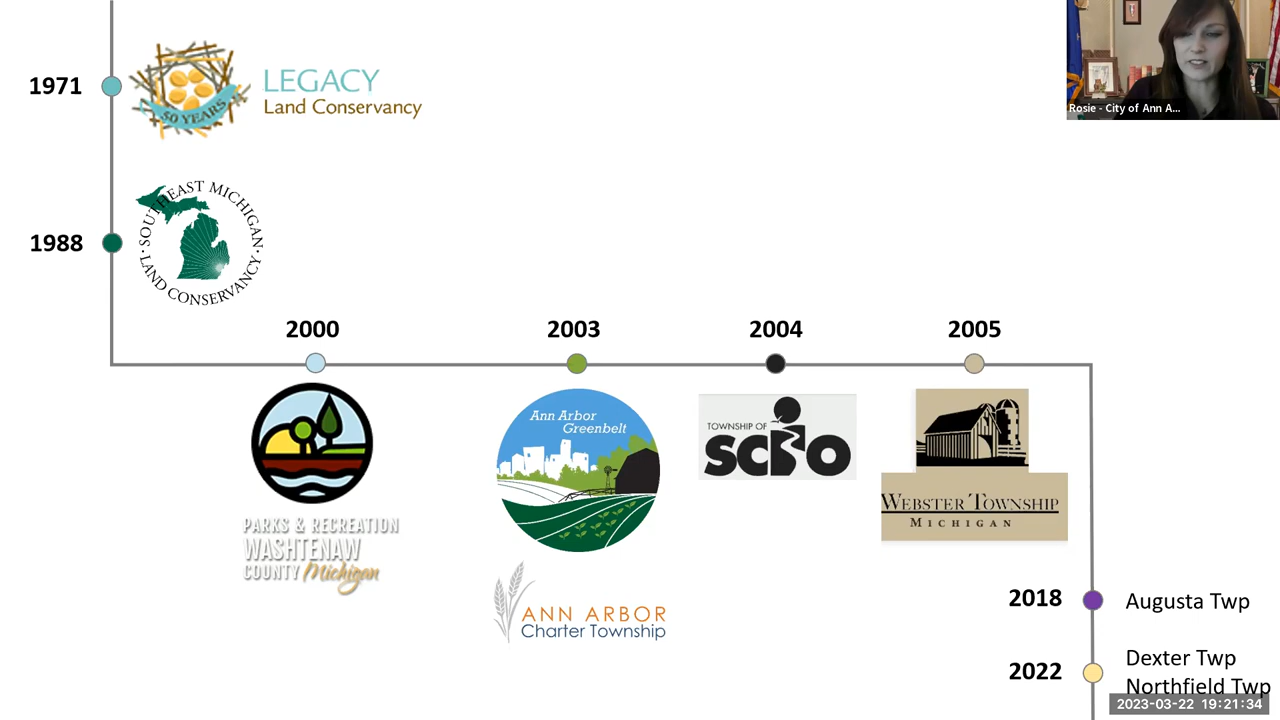 1971
50 YEARS
LEGACY
Land Conservancy
Rosie - City of Ann A...
1988
SOUTHEAST MICHIGAN
· LAND CONSERVANCY ·
2000
2003
2004
2005
PARKS & RECREATION
WASHTENAW
COUNTY Michigan
Ann Arbor
Greenbelt
ANN ARBOR
Charter Township
TOWNSHIP OF
SCIO
WEBSTER TOWNSHIP
MICHIGAN
2018
Augusta Twp
2022
Dexter Twp
Northfield Twp
2023-03-22 19:21:34